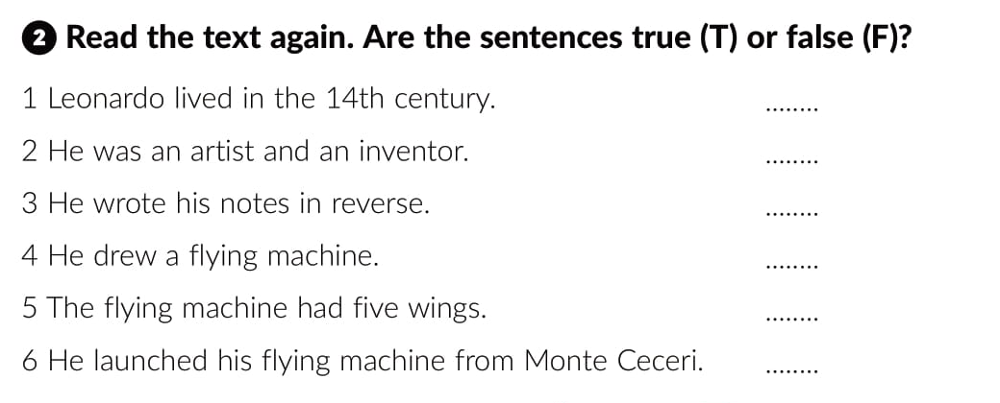 2 Read the text again. Are the sentences true (T) or false (F)?
1 Leonardo lived in the 14th century. ........
2 He was an artist and an inventor. ........
3 He wrote his notes in reverse. ........
4 He drew a flying machine. ........
5 The flying machine had five wings. ........
6 He launched his flying machine from Monte Ceceri. ........